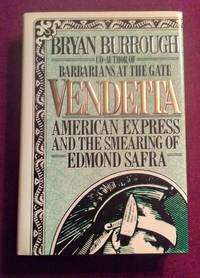 BRYAN BURROUGH
CO-AUTHOR OF
BARBARIANS AT THE GATE
VENDETTA
AMERICAN EXPRESS
AND THE SMEARING OF
EDMOND SAFRA